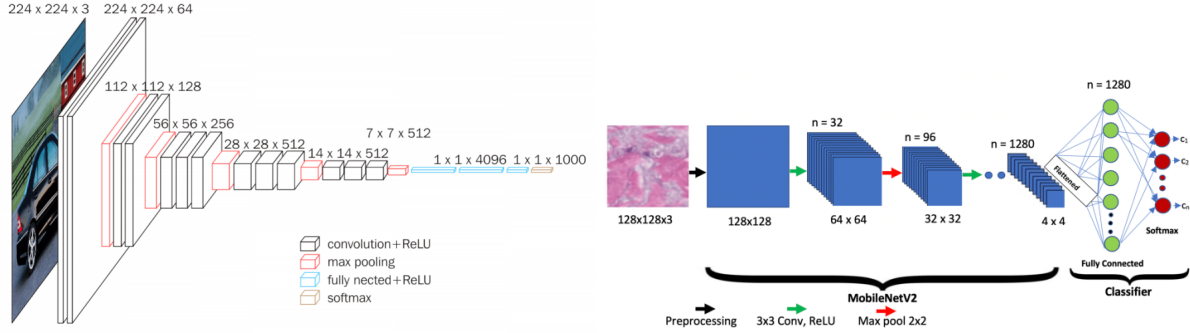 224 x 224 x 3
224 x 224 x 64
112 x 112 x 128
56 x 56 x 256
28 x 28 x 512
14 x 14 x 512
7 x 7 x 512
1 x 1 x 4096
1 x 1 x 1000
convolution+ReLU
max pooling
fully nected+ReLU
softmax
128x128x3
128x128
n = 32
64 x 64
n = 96
32 x 32
n = 1280
4 x 4
Flattened
n = 1280
Fully Connected
C1
C2
Cn
Softmax
MobileNetV2
Classifier
Preprocessing
3x3 Conv, ReLU
Max pool 2x2